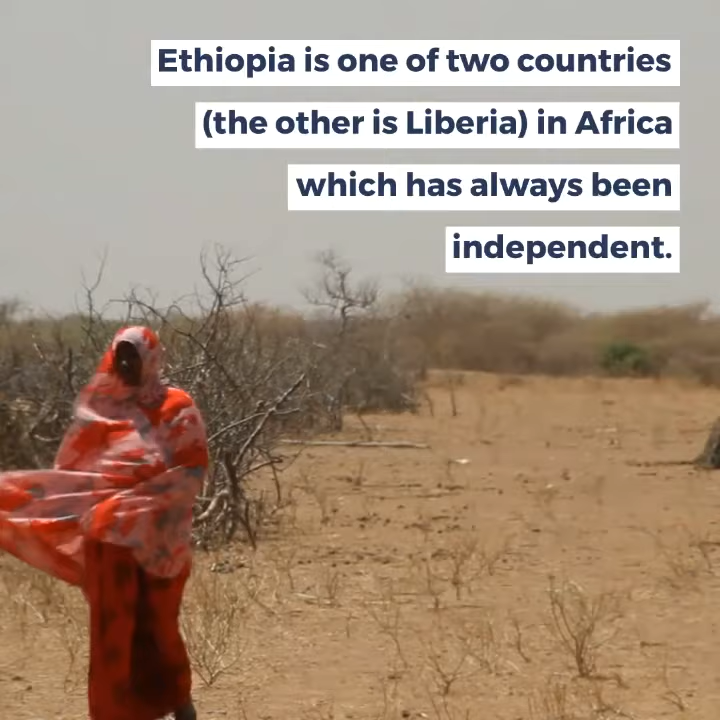 Ethiopia is one of two countries
(the other is Liberia) in Africa
which has always been
independent.